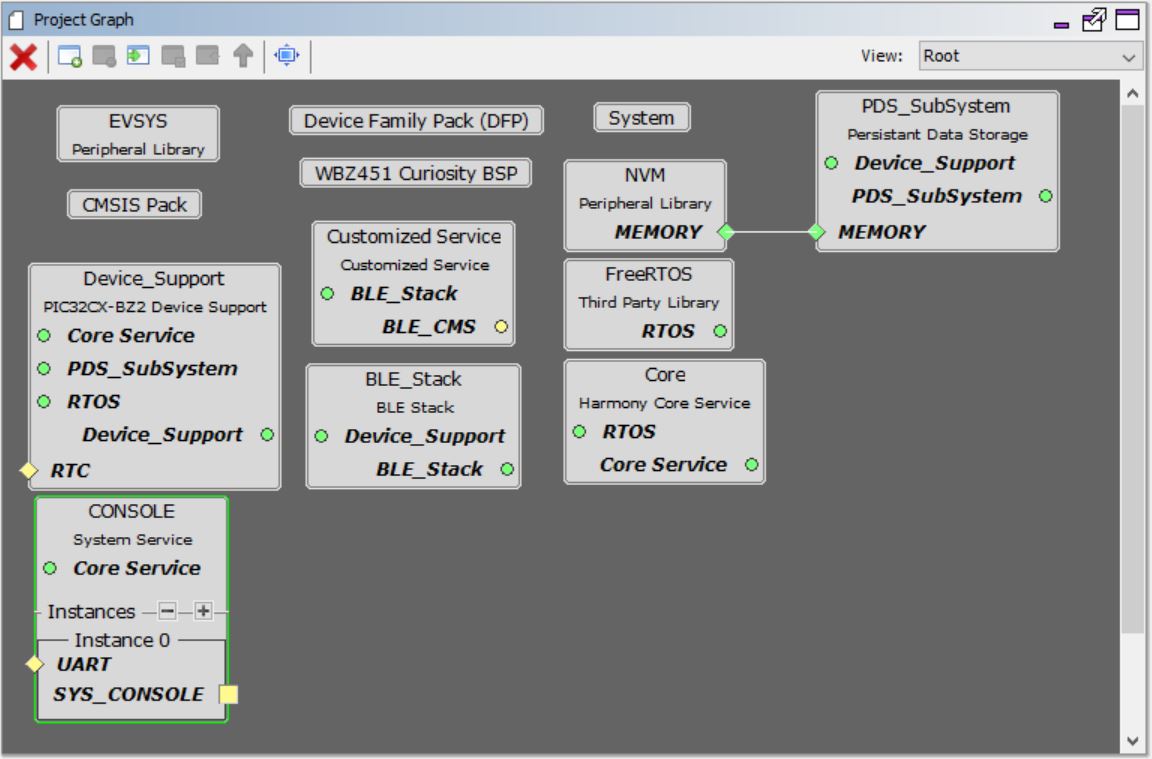 Project Graph
View: Root
EVSYS
Peripheral Library
CMSIS Pack
Device Family Pack (DFP)
WBZ451 Curiosity BSP
System
PDS_SubSystem
Persistant Data Storage
Device_Support
PDS_SubSystem
MEMORY
NVM
Peripheral Library
MEMORY
Customized Service
Customized Service
BLE_Stack
BLE_CMS
FreeRTOS
Third Party Library
RTOS
Device_Support
PIC32CX-BZ2 Device Support
Core Service
PDS_SubSystem
RTOS
Device_Support
RTC
BLE_Stack
BLE Stack
Device_Support
BLE_Stack
Core
Harmony Core Service
RTOS
Core Service
CONSOLE
System Service
Core Service
Instances
Instance 0
UART
SYS_CONSOLE